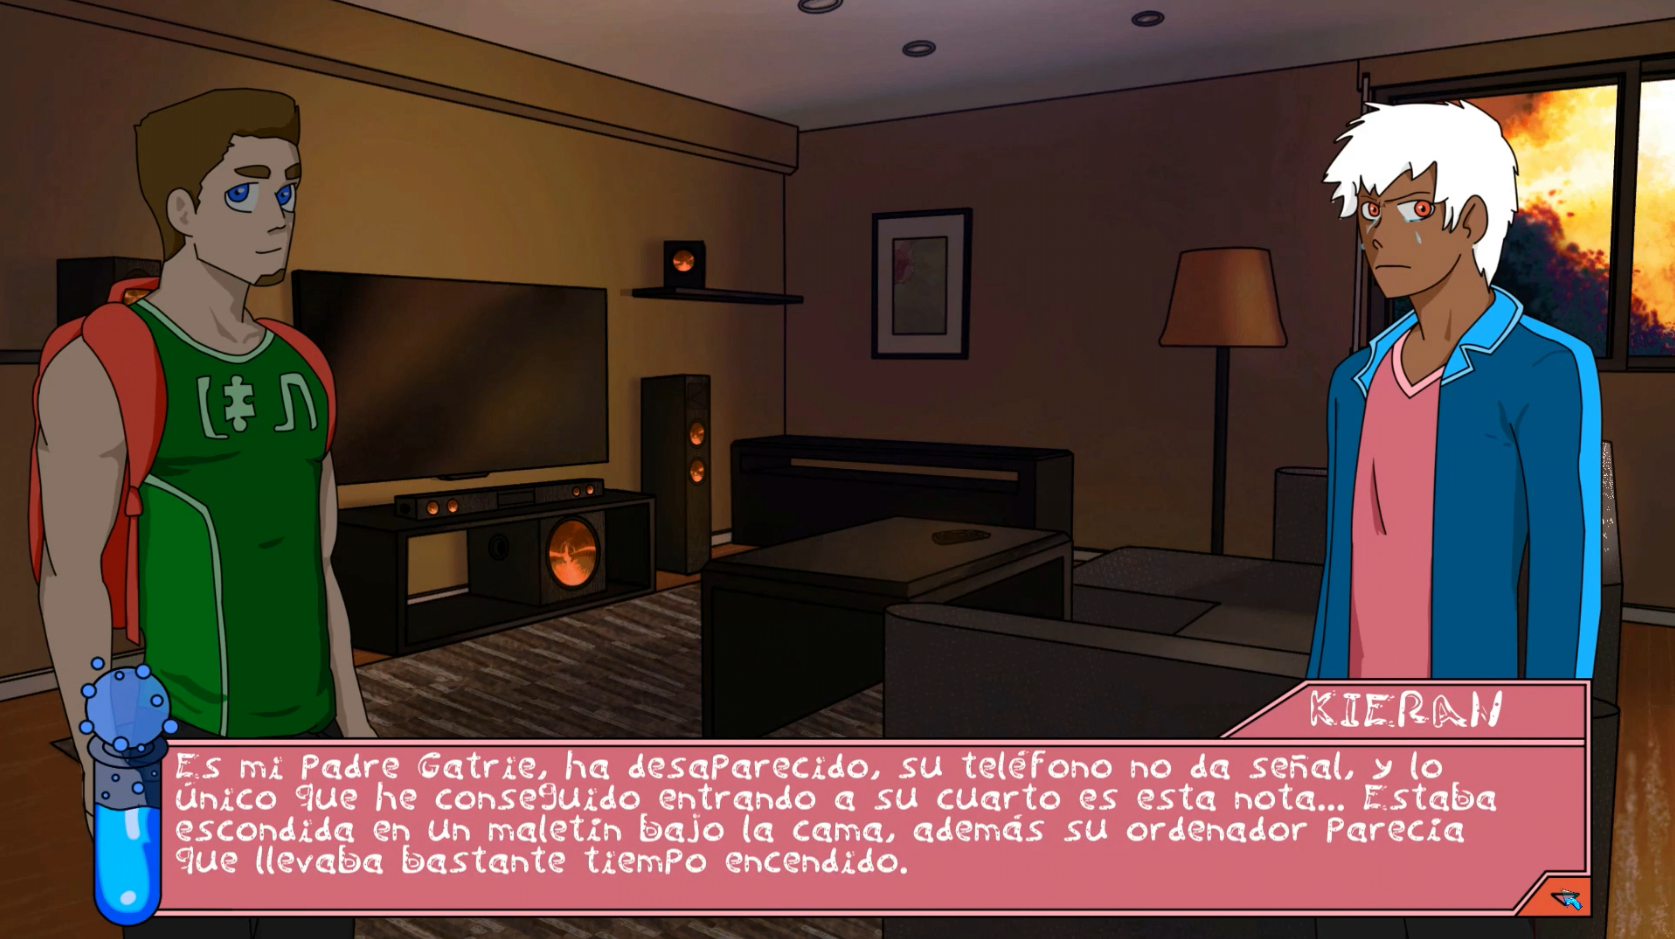 KIERAN
Es mi padre Gatrie, ha desaparecido, su teléfono no da señal, y lo
único que he conseguido entrando a su cuarto es esta nota... Estaba
escondida en un maletin bajo la cama, además su ordenador parecia
que llevaba bastante tiempo encendido.